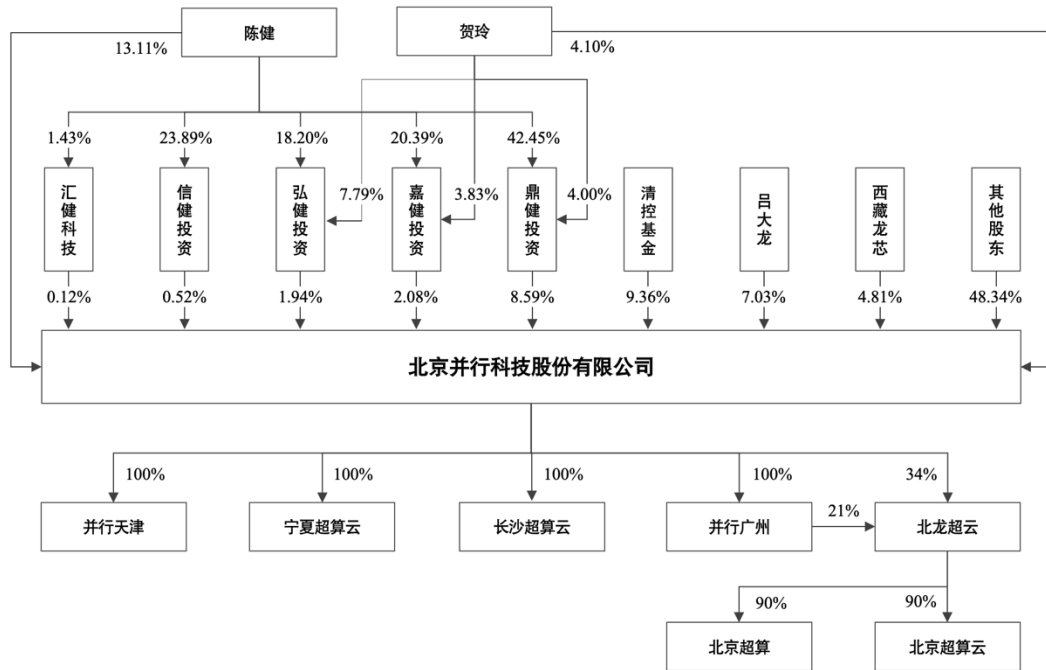 陈健
贺玲
13.11%
4.10%
1.43%
23.89%
18.20%
20.39%
42.45%
汇健科技
信健投资
弘健投资
7.79%
嘉健投资
3.83%
鼎健投资
4.00%
清控基金
吕大龙
西藏龙芯
其他股东
0.12%
0.52%
1.94%
2.08%
8.59%
9.36%
7.03%
4.81%
48.34%
北京并行科技股份有限公司
100%
100%
100%
100%
34%
并行天津
宁夏超算云
长沙超算云
并行广州
21%
北龙超云
90%
90%
北京超算
北京超算云